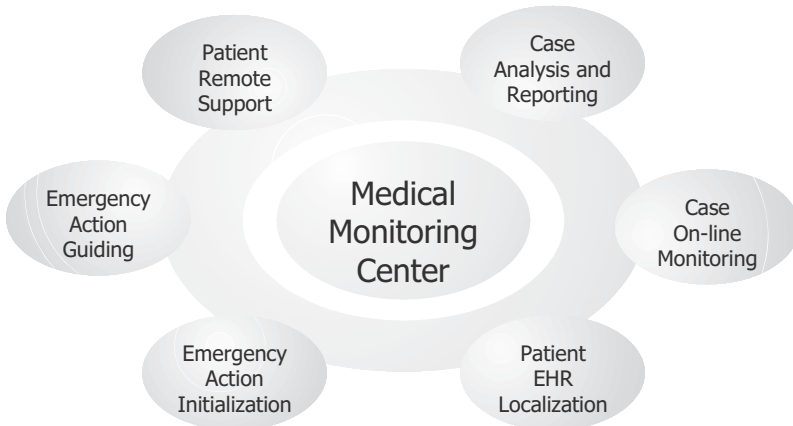 Patient
Remote
Support
Case
Analysis and
Reporting
Emergency
Action
Guiding
Medical
Monitoring
Center
Case
On-line
Monitoring
Emergency
Action
Initialization
Patient
EHR
Localization